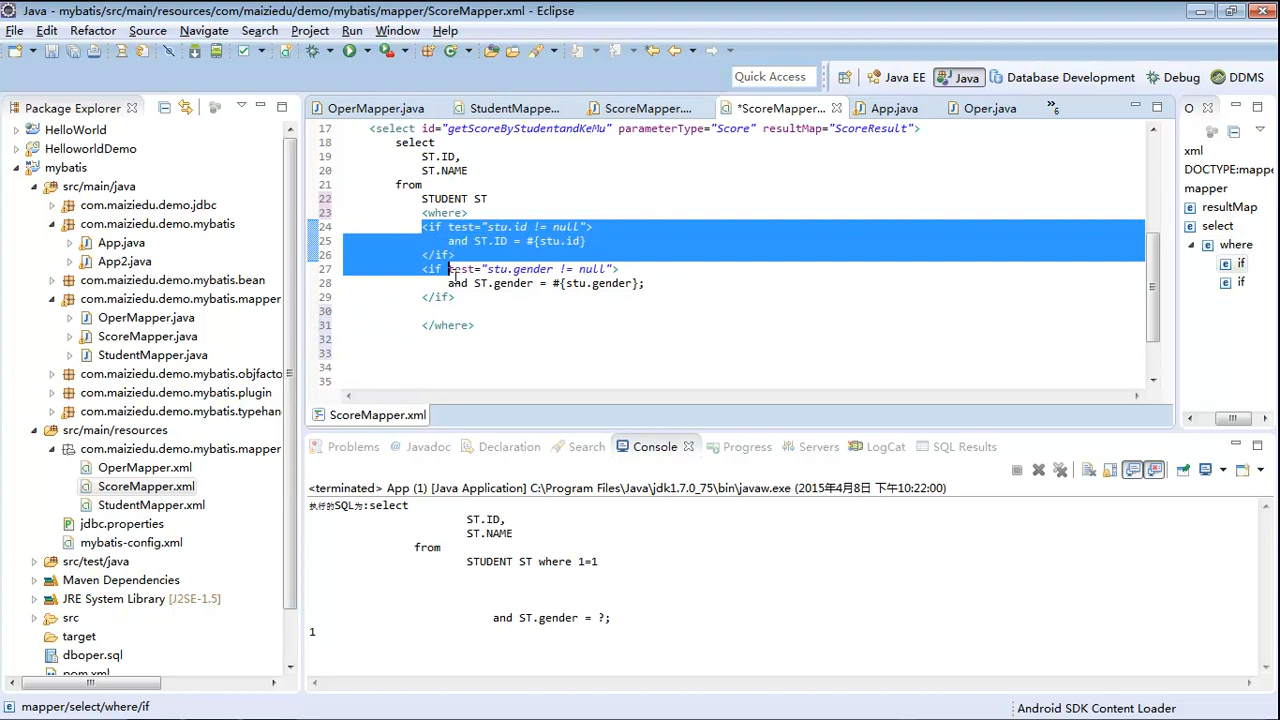 Java - mybatis/src/main/resources/com/maiziedu/demo/mybatis/mapper/ScoreMapper.xml - Eclipse
File Edit Refactor Source Navigate Search Project Run Window Help
Quick Access
Java EE
Java
Database Development
Debug
DDMS
Package Explorer
HelloWorld
HelloworldDemo
mybatis
src/main/java
com.maiziedu.demo.jdbc
com.maiziedu.demo.mybatis
App.java
App2.java
com.maiziedu.demo.mybatis.bean
com.maiziedu.demo.mybatis.mapper
OperMapper.java
ScoreMapper.java
StudentMapper.java
com.maiziedu.demo.mybatis.objfacto
com.maiziedu.demo.mybatis.plugin
com.maiziedu.demo.mybatis.typehan
src/main/resources
com.maiziedu.demo.mybatis.mapper
OperMapper.xml
ScoreMapper.xml
StudentMapper.xml
jdbc.properties
mybatis-config.xml
src/test/java
Maven Dependencies
JRE System Library [J2SE-1.5]
src
target
dboper.sql
pom.xml
OperMapper.java
StudentMappe...
ScoreMapper....
*ScoreMapper...
App.java
Oper.java
»6
17 <select id="getScoreByStudentandKeMu" parameterType="Score" resultMap="ScoreResult">
18 select
19 ST.ID,
20 ST.NAME
21 from
22 STUDENT ST
23 <where>
24 <if test="stu.id != null">
25 and ST.ID = #{stu.id}
26 </if>
27 <if test="stu.gender != null">
28 and ST.gender = #{stu.gender};
29 </if>
30
31 </where>
32
33
34
35
ScoreMapper.xml
O
xml
DOCTYPE:mappe
mapper
resultMap
select
where
if
if
Problems
Javadoc
Declaration
Search
Console
Progress
Servers
LogCat
SQL Results
<terminated> App (1) [Java Application] C:\Program Files\Java\jdk1.7.0_75\bin\javaw.exe (2015年4月8日 下午10:22:00)
执行的SQL为:select
ST.ID,
ST.NAME
from
STUDENT ST where 1=1
and ST.gender = ?;
1
mapper/select/where/if
Android SDK Content Loader